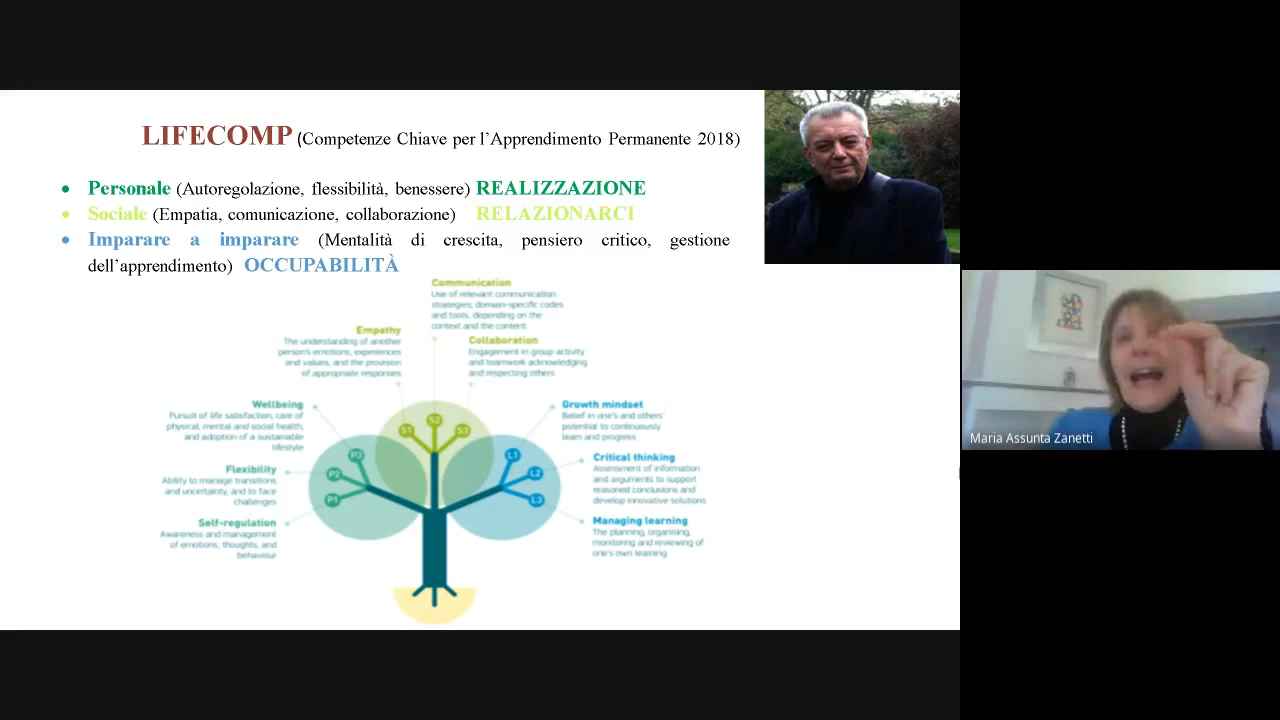 LIFECOMP (Competenze Chiave per l'Apprendimento Permanente 2018)
• Personale (Autoregolazione, flessibilità, benessere) REALIZZAZIONE
• Sociale (Empatia, comunicazione, collaborazione) RELAZIONARCI
• Imparare a imparare (Mentalità di crescita, pensiero critico, gestione
dell'apprendimento) OCCUPABILITÀ
Communication
Use of relevant communication
strategies, domain-specific codes
and tools, depending on the
context and the content
Empathy
The understanding of another
person's emotions, experiences
and values, and the provision
of appropriate responses
Collaboration
Engagement in group activity
and teamwork acknowledging
and respecting others
Wellbeing
Pursuit of life satisfaction, care of
physical, mental and social health,
and adoption of a sustainable
lifestyle
Growth mindset
Belief in one's and others'
potential to continuously
learn and progress
Flexibility
Ability to manage transitions
and uncertainty, and to face
challenges
Critical thinking
Assessment of information
and arguments to support
reasoned conclusions and
develop innovative solutions
Self-regulation
Awareness and management
of emotions, thoughts, and
behaviour
Managing learning
The planning, organising,
monitoring and reviewing of
one's own learning
S1
S2
S3
P3
P2
P1
L1
L2
L3
Maria Assunta Zanetti